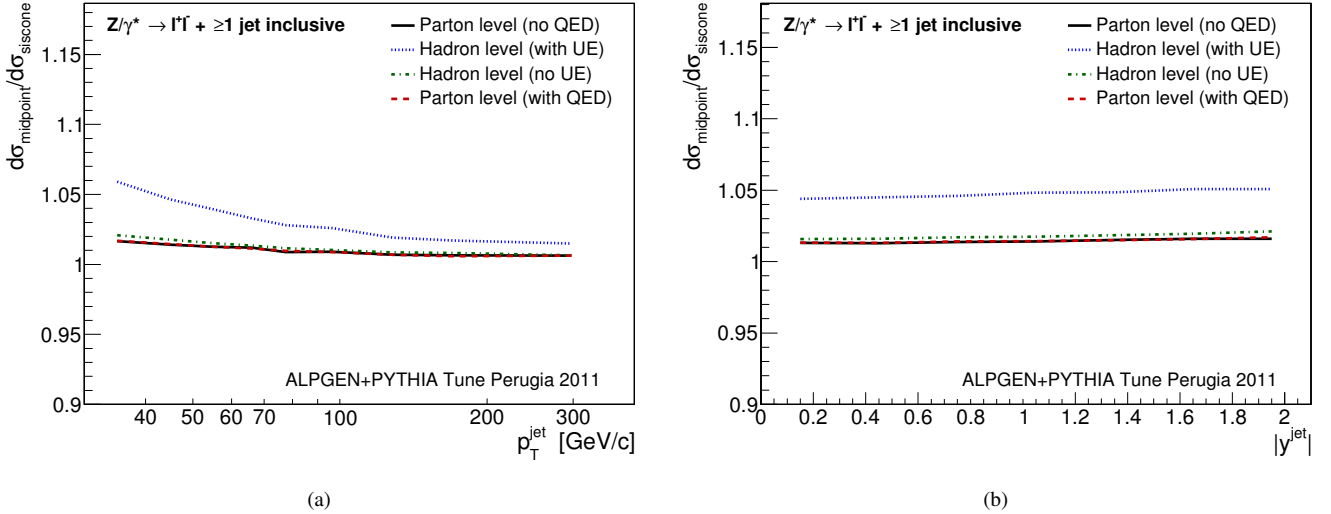 Z/γ* → l⁺l⁻ + ≥1 jet inclusive
Parton level (no QED)
Hadron level (with UE)
Hadron level (no UE)
Parton level (with QED)
dσ_midpoint/dσ_siscone
1.15
1.1
1.05
1
0.95
0.9
ALPGEN+PYTHIA Tune Perugia 2011
40 50 60 70 100 200 300
p_T^jet [GeV/c]
(a)
Z/γ* → l⁺l⁻ + ≥1 jet inclusive
Parton level (no QED)
Hadron level (with UE)
Hadron level (no UE)
Parton level (with QED)
dσ_midpoint/dσ_siscone
1.15
1.1
1.05
1
0.95
0.9
ALPGEN+PYTHIA Tune Perugia 2011
0 0.2 0.4 0.6 0.8 1 1.2 1.4 1.6 1.8 2
|y^jet|
(b)